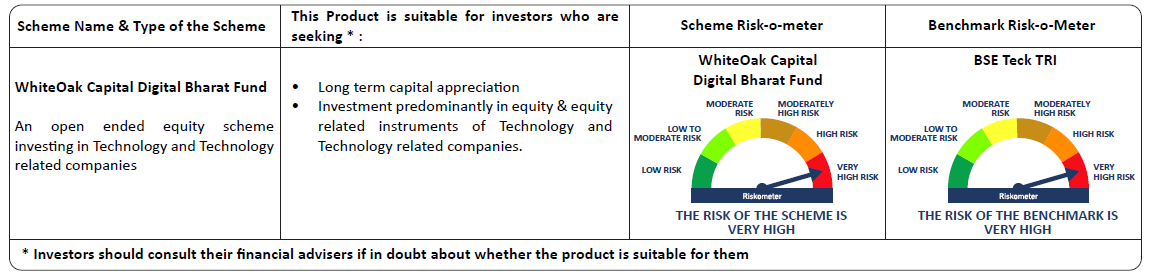 Scheme Name & Type of the Scheme
This Product is suitable for investors who are
seeking * :
Scheme Risk-o-meter
Benchmark Risk-o-Meter
WhiteOak Capital Digital Bharat Fund
An open ended equity scheme
investing in Technology and Technology
related companies
• Long term capital appreciation
• Investment predominantly in equity & equity
related instruments of Technology and
Technology related companies.
WhiteOak Capital
Digital Bharat Fund
LOW RISK
LOW TO
MODERATE RISK
MODERATE
RISK
MODERATELY
HIGH RISK
HIGH RISK
VERY
HIGH RISK
Riskometer
THE RISK OF THE SCHEME IS
VERY HIGH
BSE Teck TRI
LOW RISK
LOW TO
MODERATE RISK
MODERATE
RISK
MODERATELY
HIGH RISK
HIGH RISK
VERY
HIGH RISK
Riskometer
THE RISK OF THE BENCHMARK IS
VERY HIGH
* Investors should consult their financial advisers if in doubt about whether the product is suitable for them